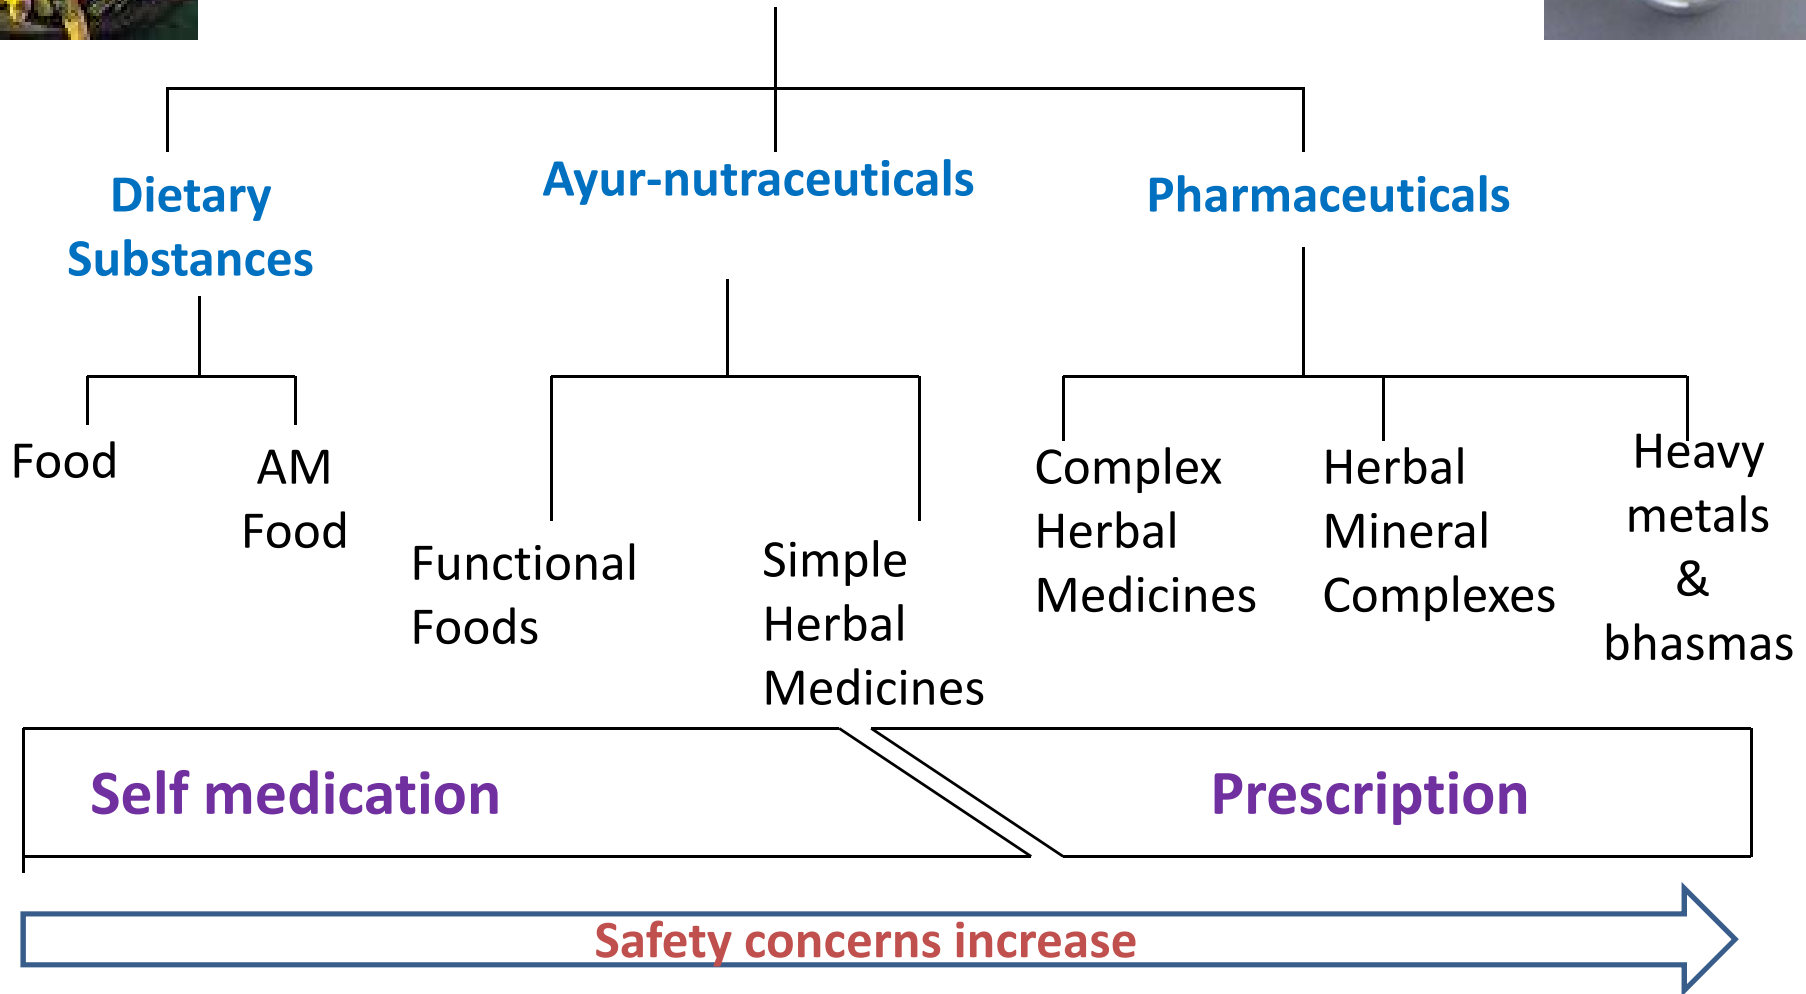 Dietary
Substances
Ayur-nutraceuticals
Pharmaceuticals
Food
AM
Food
Functional
Foods
Simple
Herbal
Medicines
Complex
Herbal
Medicines
Herbal
Mineral
Complexes
Heavy
metals
&
bhasmas
Self medication
Prescription
Safety concerns increase